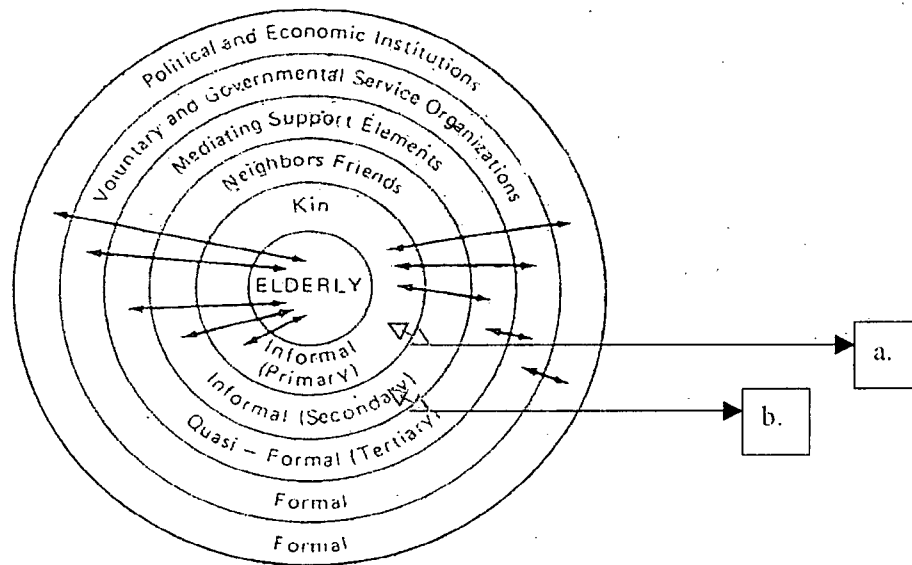 Political and Economic Institutions
Voluntary and Governmental Service Organizations
Mediating Support Elements
Neighbors Friends
Kin
ELDERLY
Informal
(Primary)
Informal (Secondary)
Quasi – Formal (Tertiary)
Formal
Formal
a.
b.